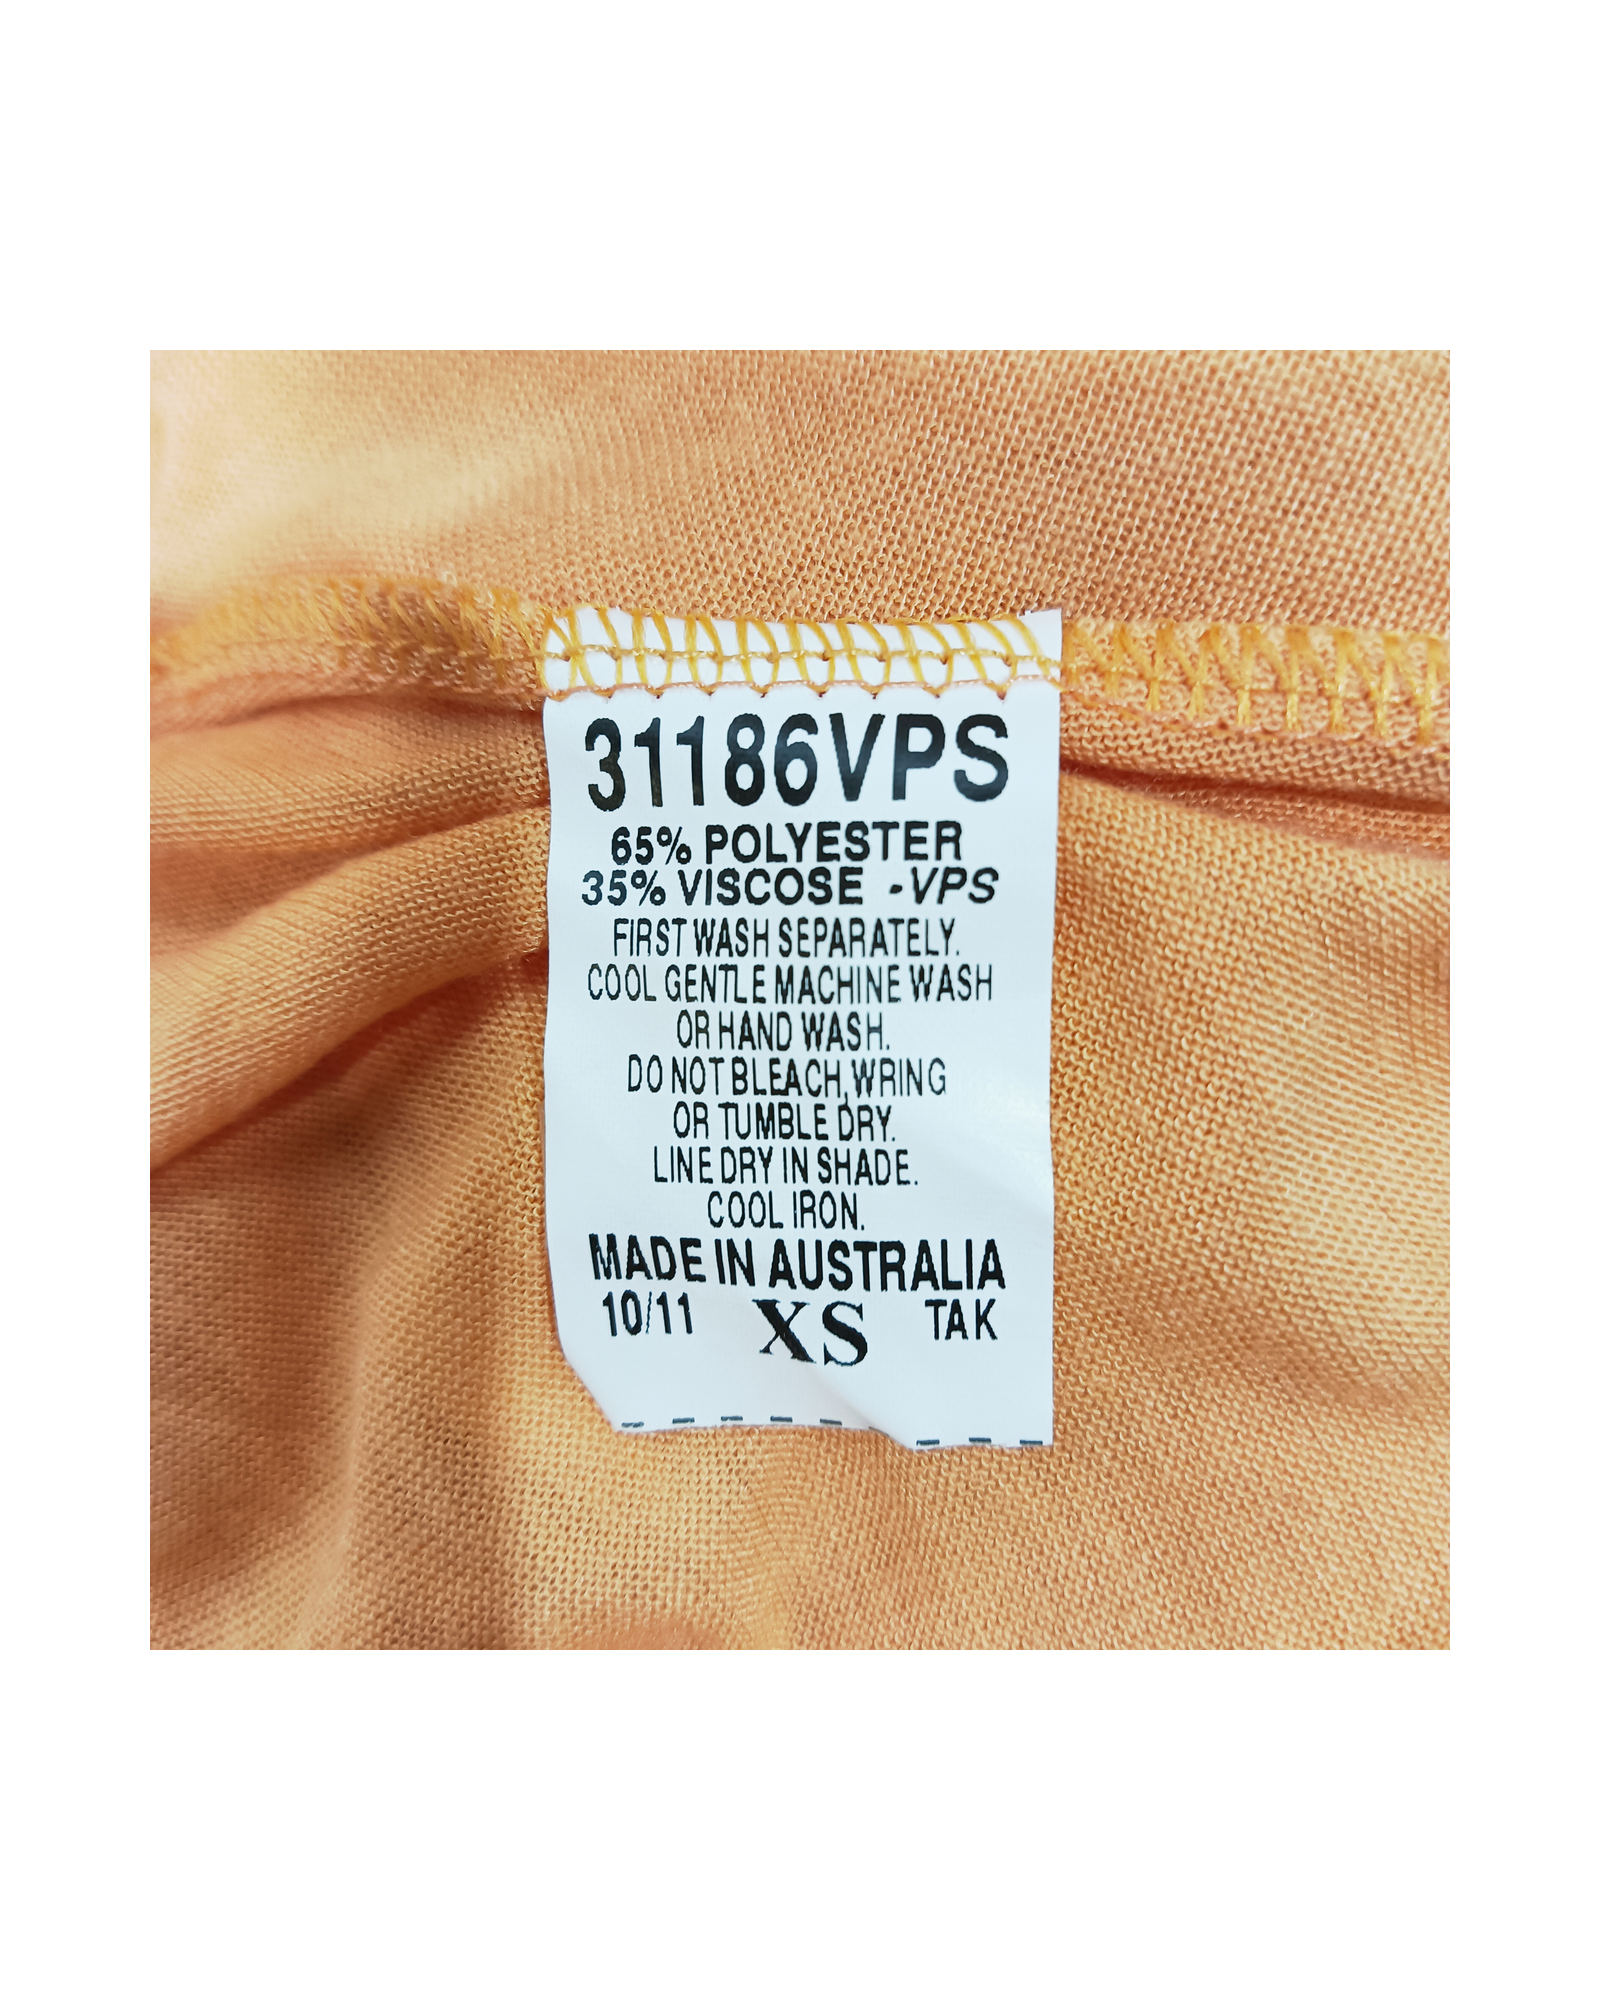 31186VPS
65% POLYESTER
35% VISCOSE -VPS
FIRST WASH SEPARATELY.
COOL GENTLE MACHINE WASH
OR HAND WASH.
DO NOT BLEACH, WRING
OR TUMBLE DRY.
LINE DRY IN SHADE.
COOL IRON.
MADE IN AUSTRALIA
10/11 XS TAK